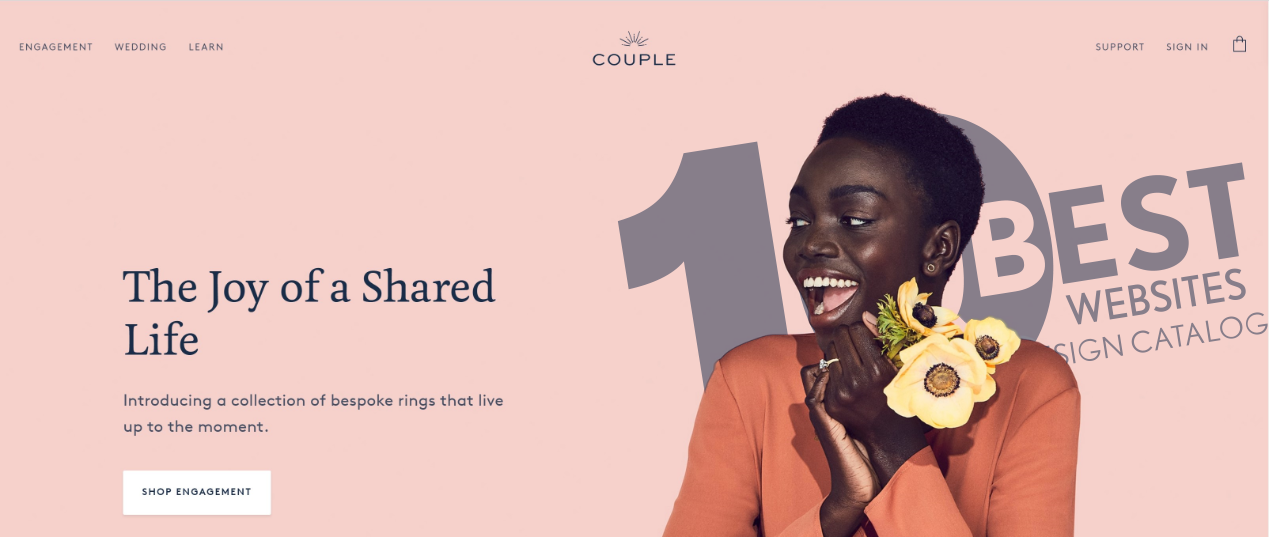 ENGAGEMENT WEDDING LEARN
COUPLE
SUPPORT SIGN IN
10 BEST
WEBSITES
SIGN CATALOG
The Joy of a Shared
Life
Introducing a collection of bespoke rings that live
up to the moment.
SHOP ENGAGEMENT